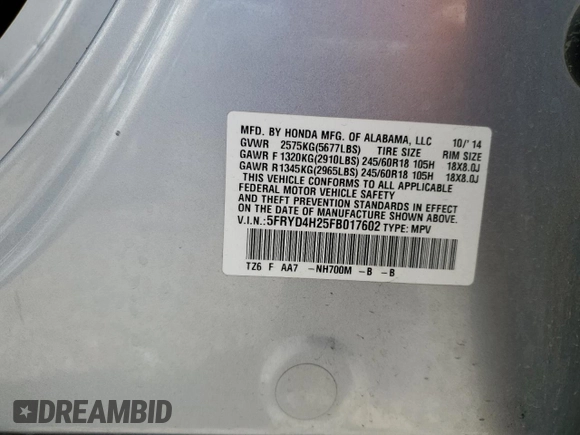 MFD. BY HONDA MFG. OF ALABAMA, LLC 10/'14
GVWR 2575KG(5677LBS) TIRE SIZE RIM SIZE
GAWR F 1320KG(2910LBS) 245/60R18 105H 18X8.0J
GAWR R1345KG(2965LBS) 245/60R18 105H 18X8.0J
THIS VEHICLE CONFORMS TO ALL APPLICABLE
FEDERAL MOTOR VEHICLE SAFETY
AND THEFT PREVENTION STANDARDS IN EFFECT
ON THE DATE OF MANUFACTURE SHOWN ABOVE.
V.I.N.:5FRYD4H25FB017602 TYPE: MPV
TZ6 F AA7 -NH700M -B -B
DREAMBID